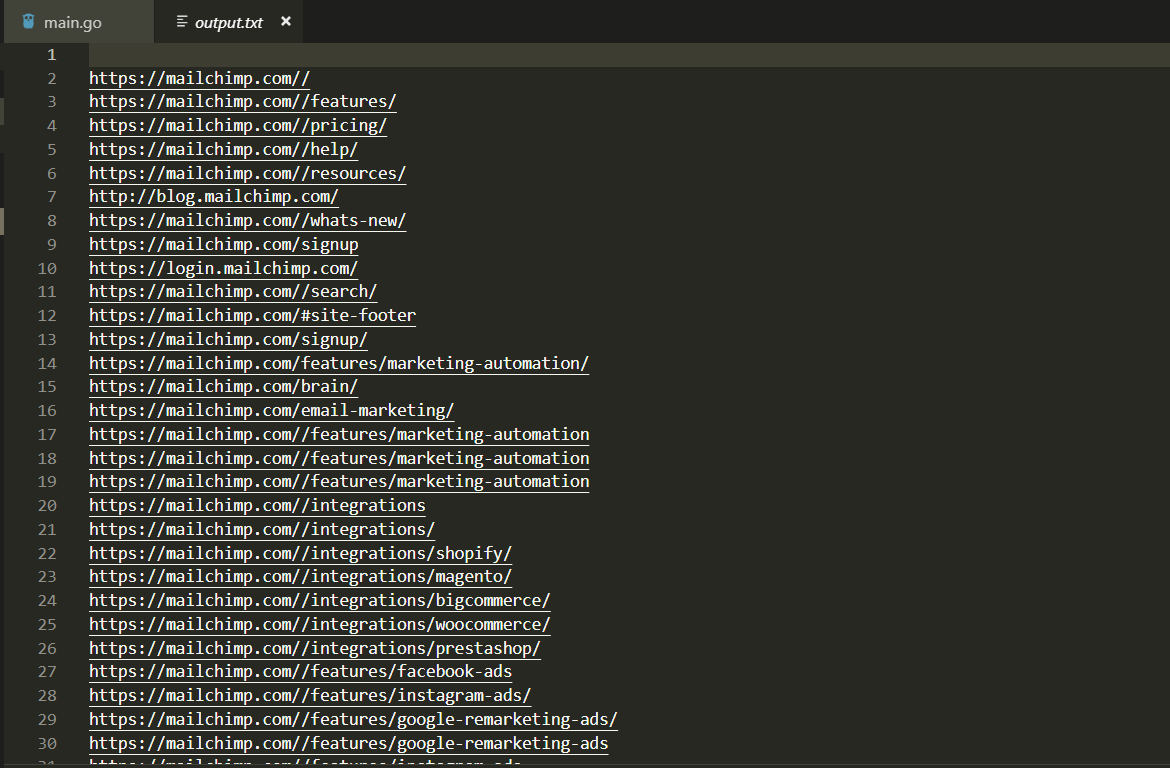 main.go output.txt ×
1
2 https://mailchimp.com//
3 https://mailchimp.com//features/
4 https://mailchimp.com//pricing/
5 https://mailchimp.com//help/
6 https://mailchimp.com//resources/
7 http://blog.mailchimp.com/
8 https://mailchimp.com//whats-new/
9 https://mailchimp.com/signup
10 https://login.mailchimp.com/
11 https://mailchimp.com//search/
12 https://mailchimp.com/#site-footer
13 https://mailchimp.com/signup/
14 https://mailchimp.com/features/marketing-automation/
15 https://mailchimp.com/brain/
16 https://mailchimp.com/email-marketing/
17 https://mailchimp.com//features/marketing-automation
18 https://mailchimp.com//features/marketing-automation
19 https://mailchimp.com//features/marketing-automation
20 https://mailchimp.com//integrations
21 https://mailchimp.com//integrations/
22 https://mailchimp.com//integrations/shopify/
23 https://mailchimp.com//integrations/magento/
24 https://mailchimp.com//integrations/bigcommerce/
25 https://mailchimp.com//integrations/woocommerce/
26 https://mailchimp.com//integrations/prestashop/
27 https://mailchimp.com//features/facebook-ads
28 https://mailchimp.com//features/instagram-ads/
29 https://mailchimp.com//features/google-remarketing-ads/
30 https://mailchimp.com//features/google-remarketing-ads